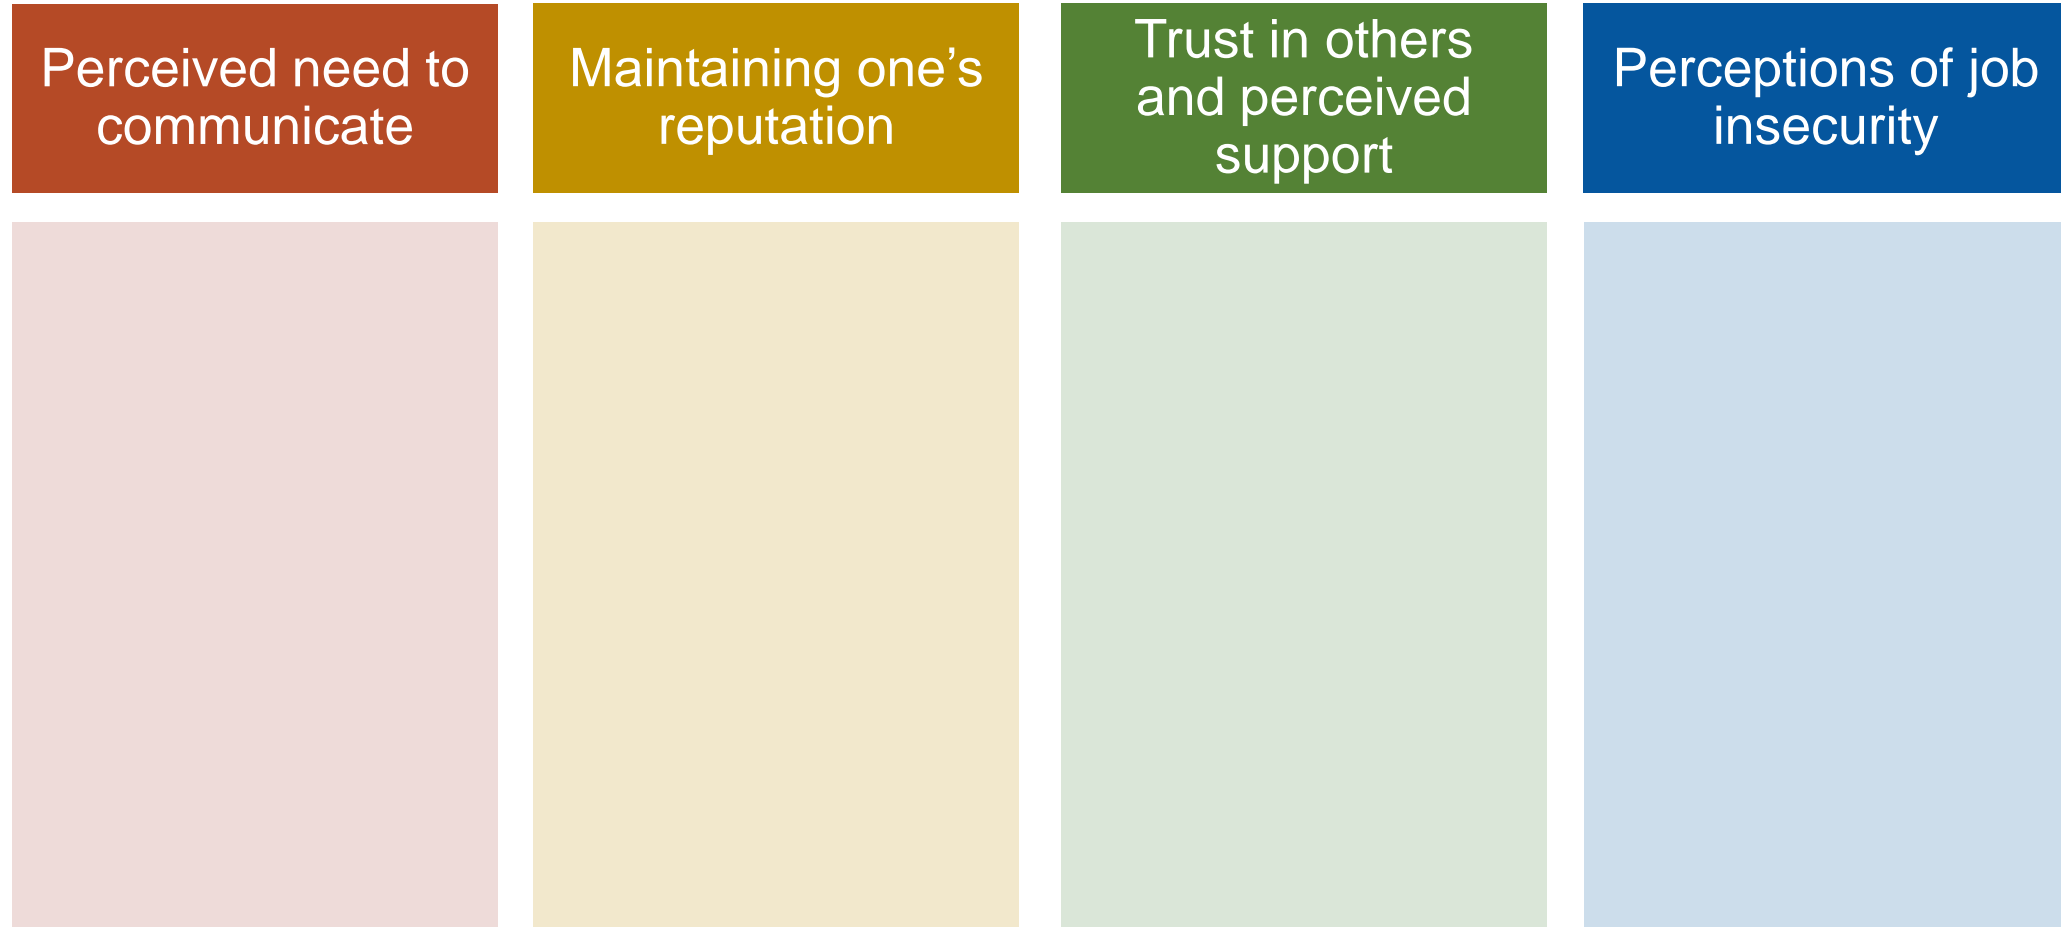 Perceived need to
communicate
Maintaining one’s
reputation
Trust in others
and perceived
support
Perceptions of job
insecurity